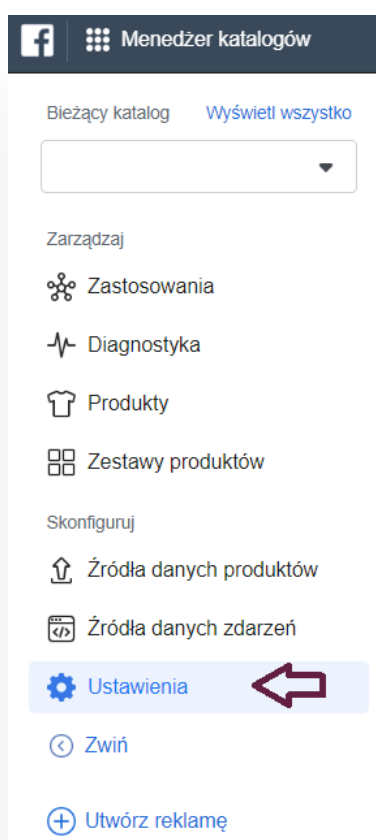 Menedżer katalogów
Bieżący katalog Wyświetl wszystko
Zarządzaj
Zastosowania
Diagnostyka
Produkty
Zestawy produktów
Skonfiguruj
Źródła danych produktów
Źródła danych zdarzeń
Ustawienia
Zwiń
Utwórz reklamę